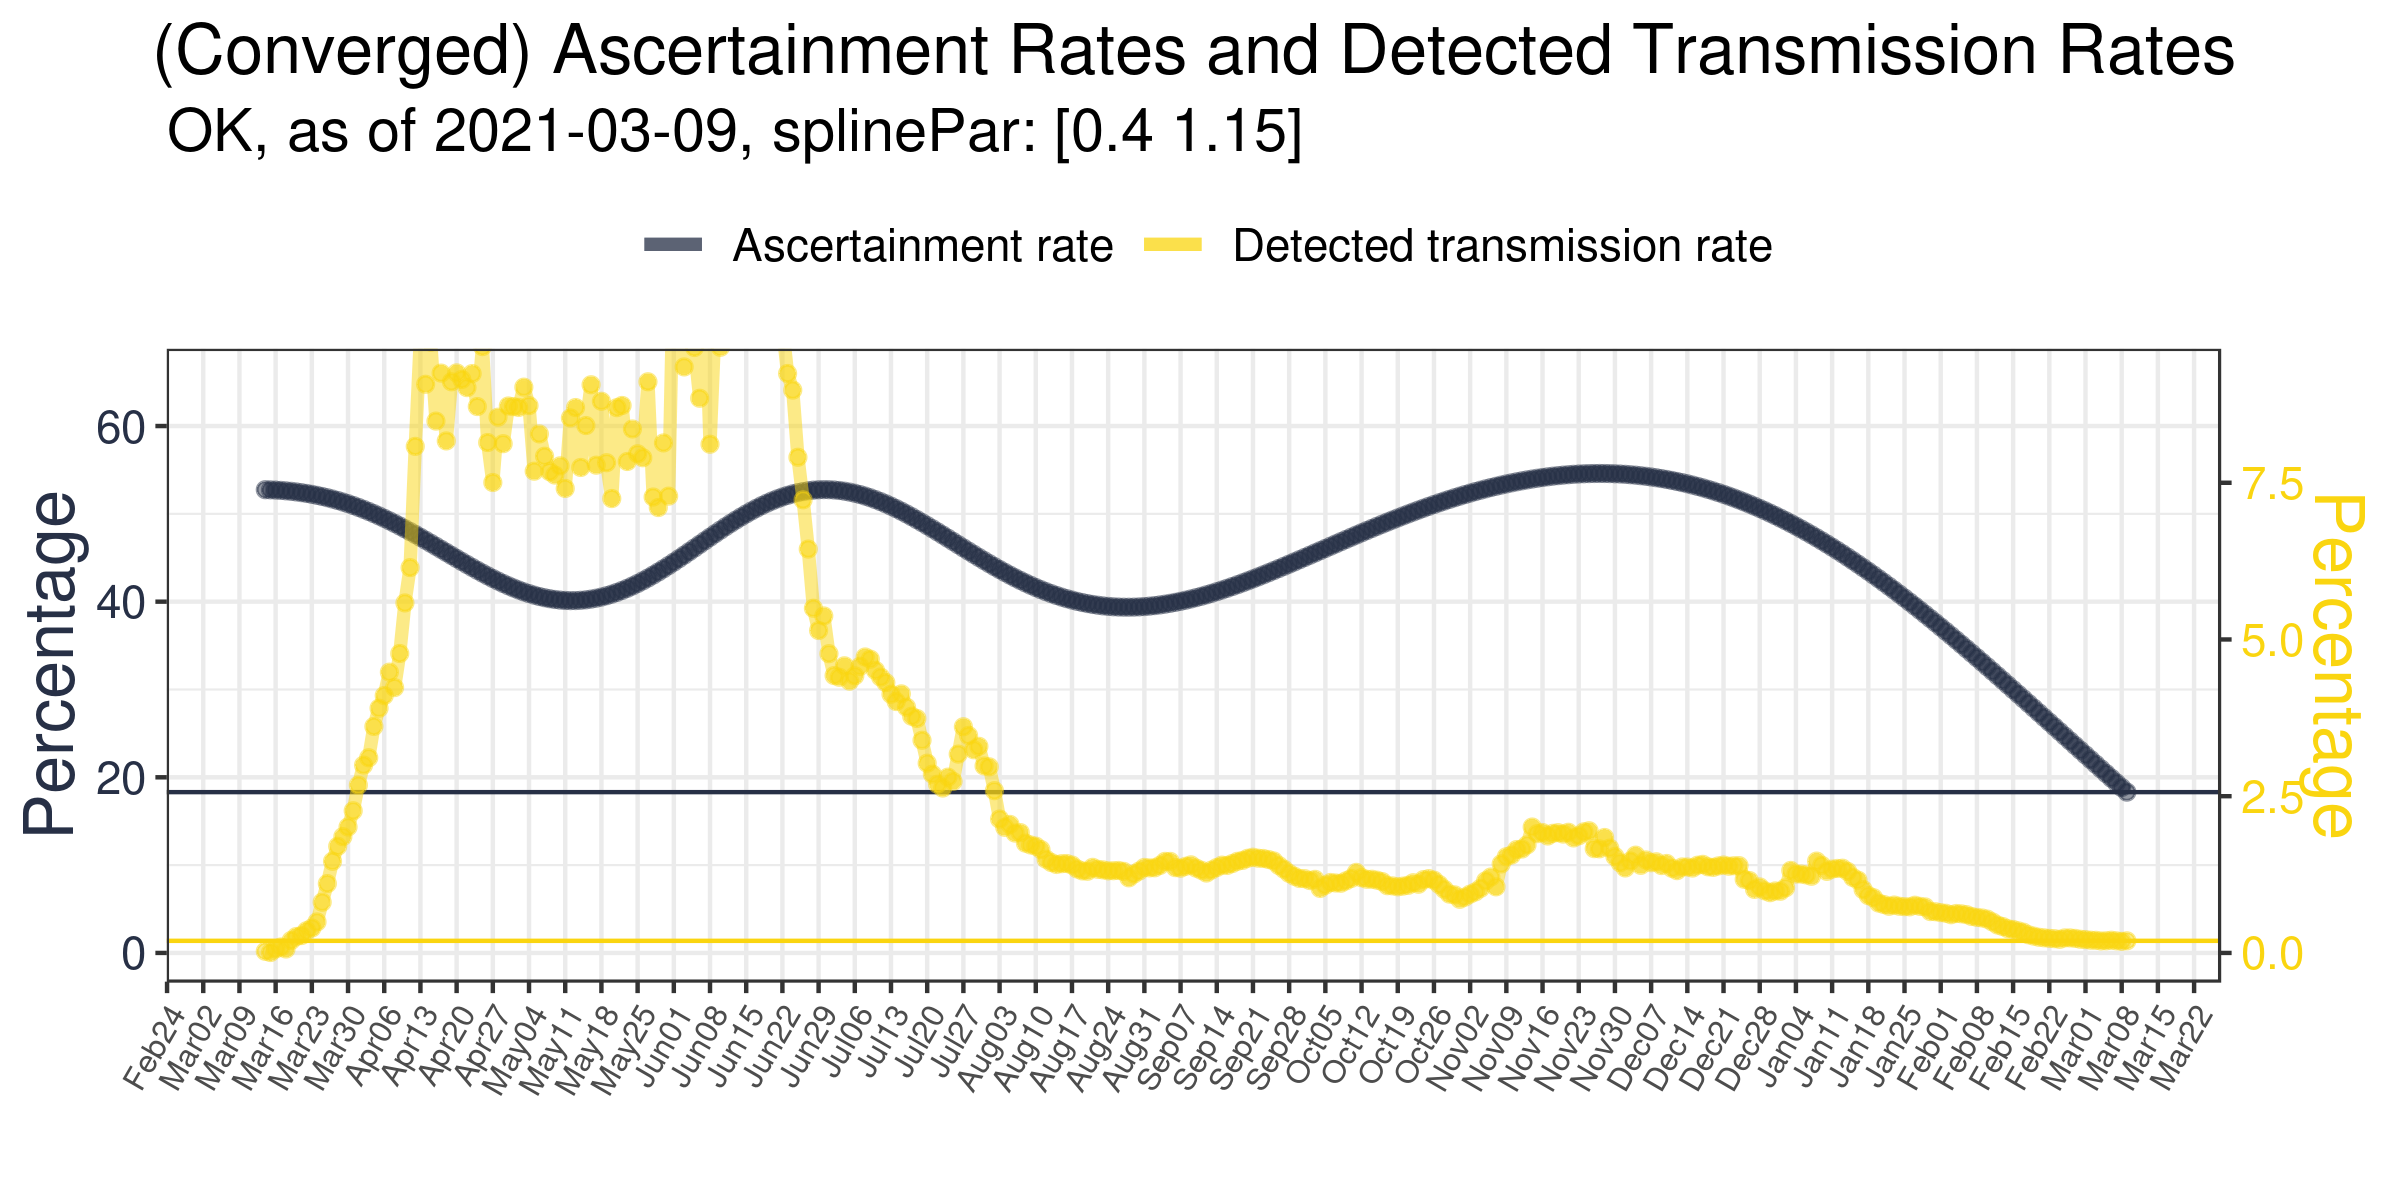 (Converged) Ascertainment Rates and Detected Transmission Rates
OK, as of 2021-03-09, splinePar: [0.4 1.15]
Ascertainment rate
Detected transmission rate
Percentage
60
40
20
0
7.5
5.0
2.5
0.0
Percentage
Feb24
Mar02
Mar09
Mar16
Mar23
Mar30
Apr06
Apr13
Apr20
Apr27
May04
May11
May18
May25
Jun01
Jun08
Jun15
Jun22
Jun29
Jul06
Jul13
Jul20
Jul27
Aug03
Aug10
Aug17
Aug24
Aug31
Sep07
Sep14
Sep21
Sep28
Oct05
Oct12
Oct19
Oct26
Nov02
Nov09
Nov16
Nov23
Nov30
Dec07
Dec14
Dec21
Dec28
Jan04
Jan11
Jan18
Jan25
Feb01
Feb08
Feb15
Feb22
Mar01
Mar08
Mar15
Mar22